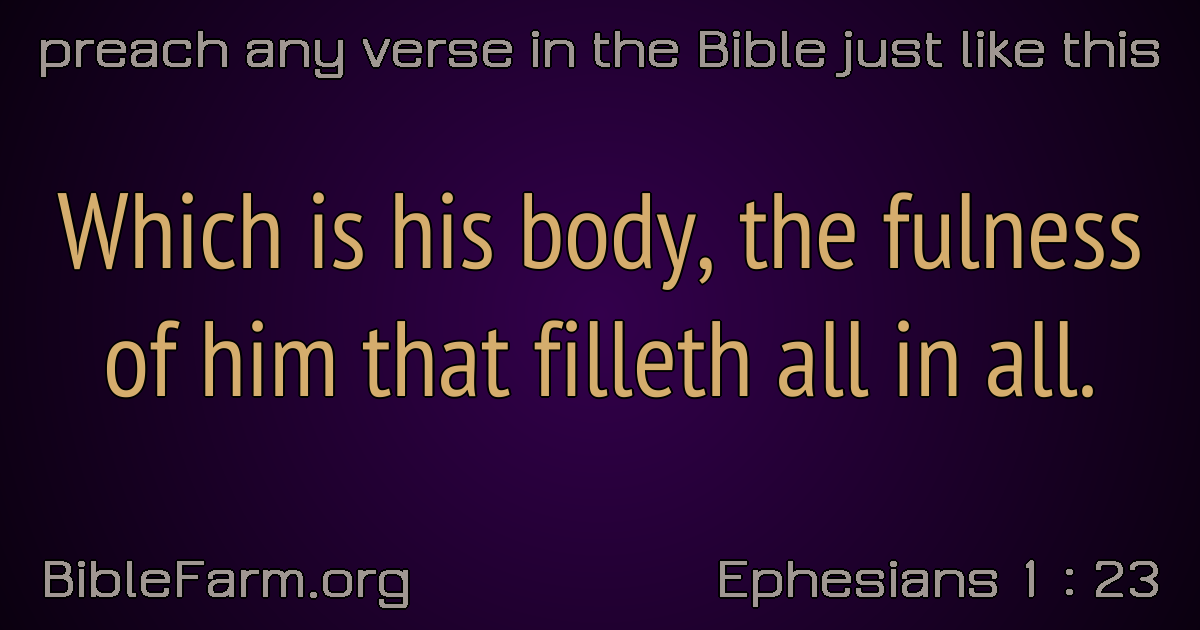 preach any verse in the Bible just like this
Which is his body, the fulness
of him that filleth all in all.
BibleFarm.org
Ephesians 1 : 23